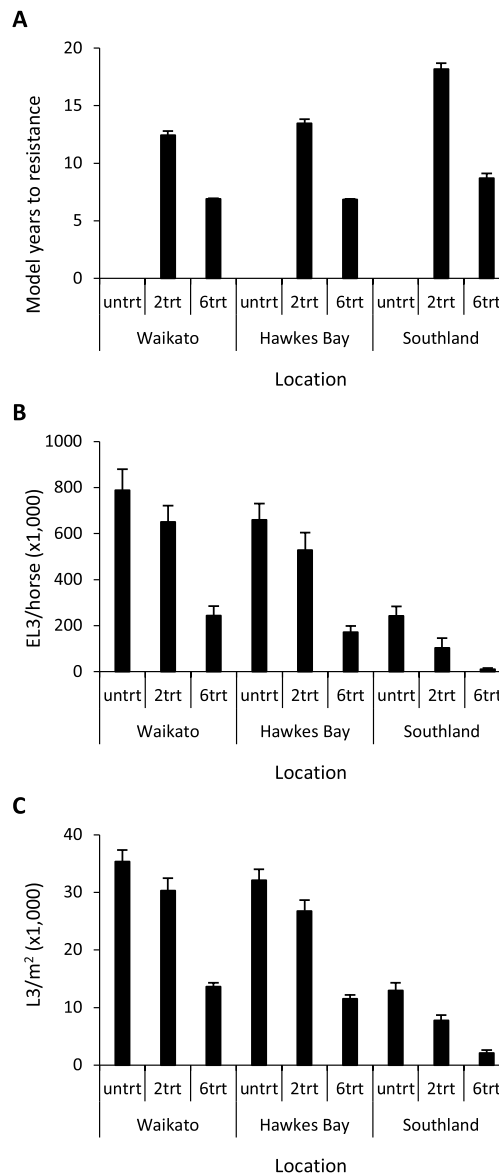 A
Model years to resistance
20
15
10
5
0
untrt 2trt 6trt untrt 2trt 6trt untrt 2trt 6trt
Waikato Hawkes Bay Southland
Location
B
EL3/horse (x1,000)
1000
800
600
400
200
0
untrt 2trt 6trt untrt 2trt 6trt untrt 2trt 6trt
Waikato Hawkes Bay Southland
Location
C
L3/m² (x1,000)
40
30
20
10
0
untrt 2trt 6trt untrt 2trt 6trt untrt 2trt 6trt
Waikato Hawkes Bay Southland
Location